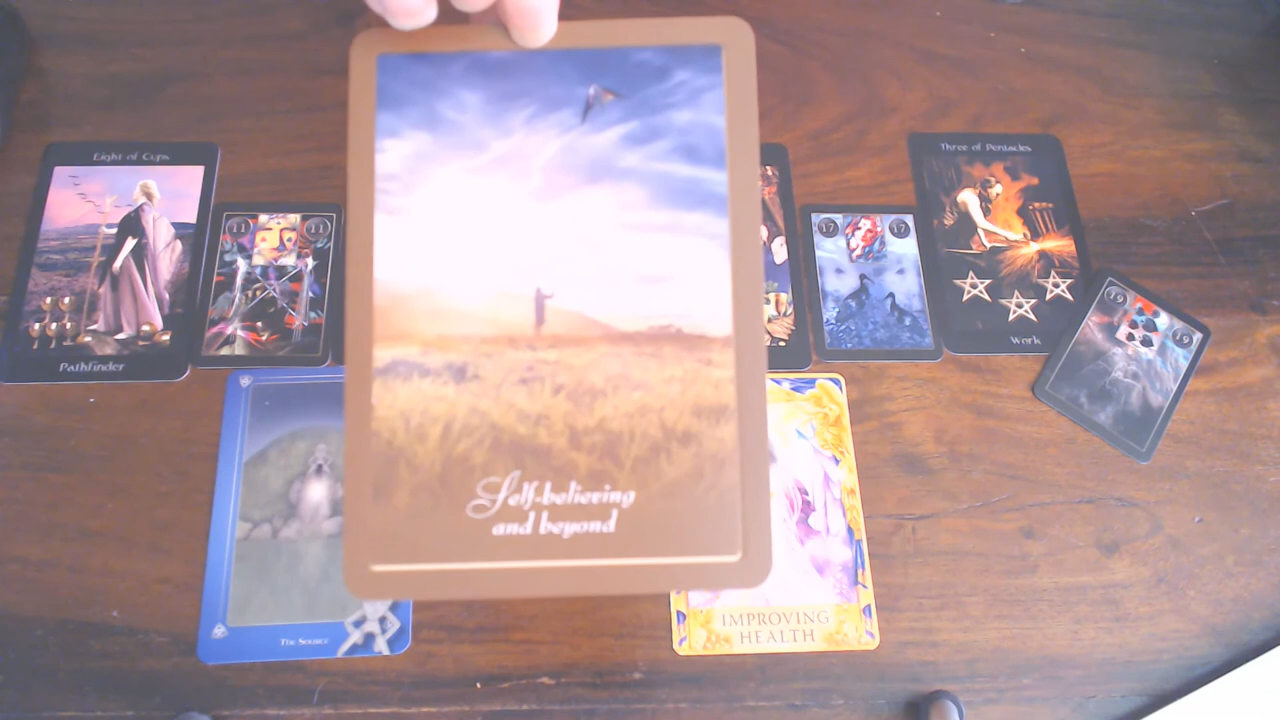 Eight of Cups
Pathfinder
11 11
Self-believing
and beyond
17 17
Three of Pentacles
Work
19 19
The Source
IMPROVING
HEALTH